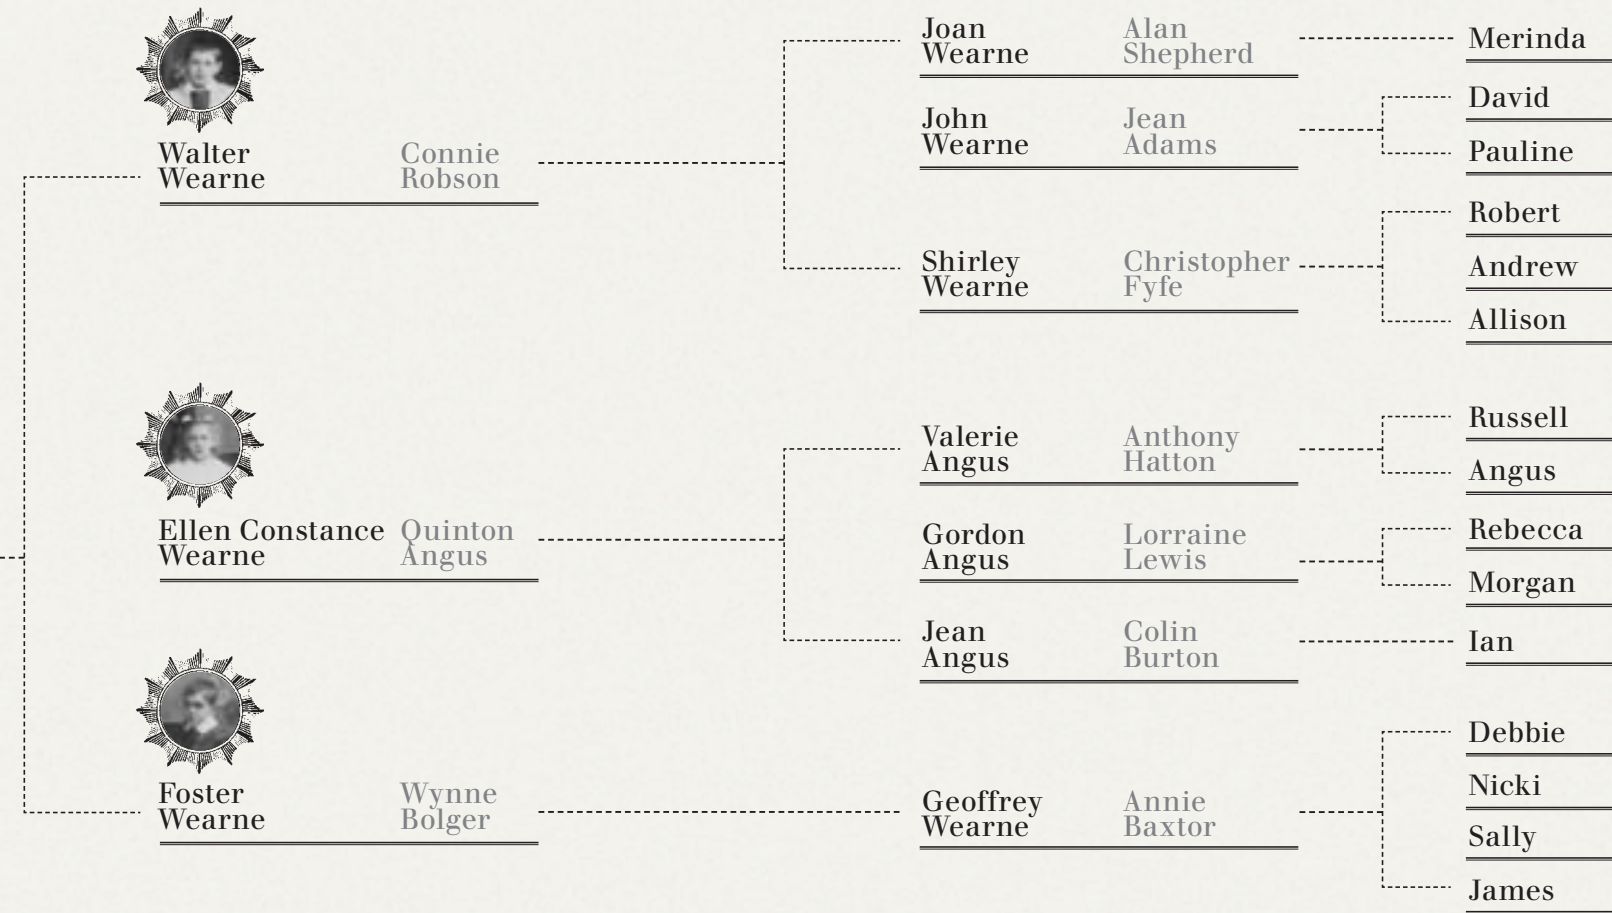 Walter
Wearne
Connie
Robson
Joan
Wearne
Alan
Shepherd
Merinda
John
Wearne
Jean
Adams
David
Pauline
Shirley
Wearne
Christopher
Fyfe
Robert
Andrew
Allison
Ellen Constance
Wearne
Quinton
Angus
Valerie
Angus
Anthony
Hatton
Russell
Angus
Gordon
Angus
Lorraine
Lewis
Rebecca
Morgan
Jean
Angus
Colin
Burton
Ian
Foster
Wearne
Wynne
Bolger
Geoffrey
Wearne
Annie
Baxtor
Debbie
Nicki
Sally
James